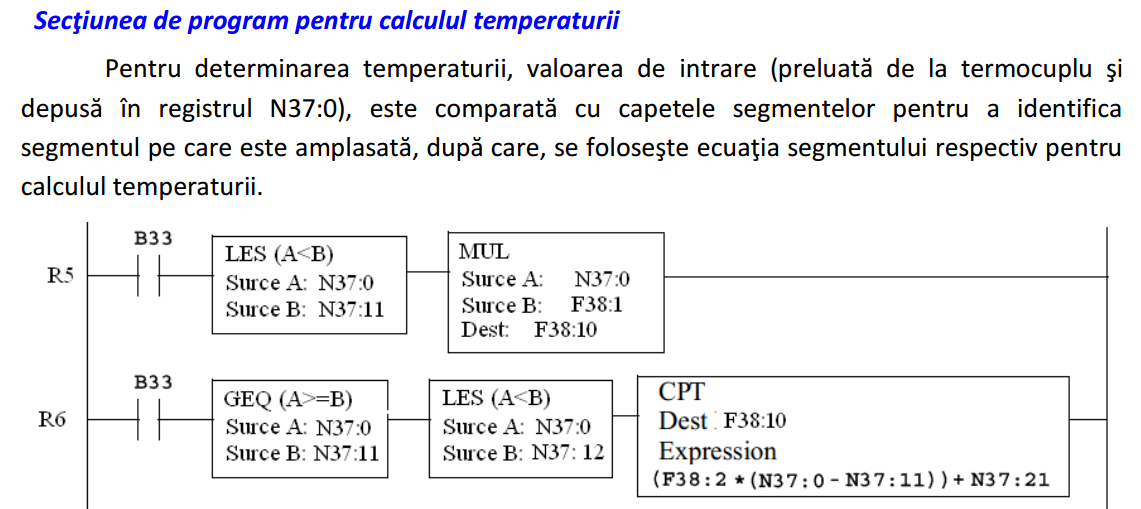 Secţiunea de program pentru calculul temperaturii
Pentru determinarea temperaturii, valoarea de intrare (preluată de la termocuplu şi
depusă în registrul N37:0), este comparată cu capetele segmentelor pentru a identifica
segmentul pe care este amplasată, după care, se foloseşte ecuaţia segmentului respectiv pentru
calculul temperaturii.
R5
B33
LES (A<B)
Surce A: N37:0
Surce B: N37:11
MUL
Surce A: N37:0
Surce B: F38:1
Dest: F38:10
R6
B33
GEQ (A>=B)
Surce A: N37:0
Surce B: N37:11
LES (A<B)
Surce A: N37:0
Surce B: N37: 12
CPT
Dest : F38:10
Expression
(F38:2*(N37:0-N37:11))+N37:21